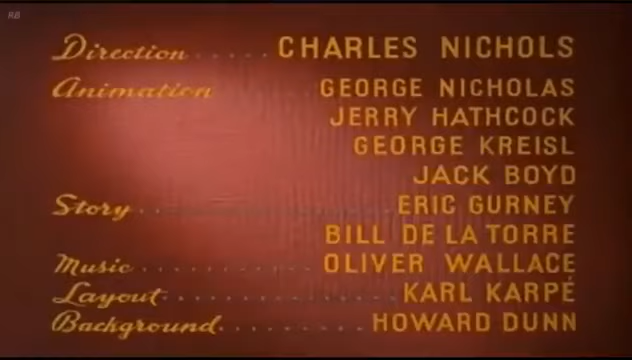 RB
Direction ..... CHARLES NICHOLS
Animation GEORGE NICHOLAS
JERRY HATHCOCK
GEORGE KREISL
JACK BOYD
Story .................... ERIC GURNEY
BILL DE LA TORRE
Music .............. OLIVER WALLACE
Layout .................... KARL KARPÉ
Background .............. HOWARD DUNN